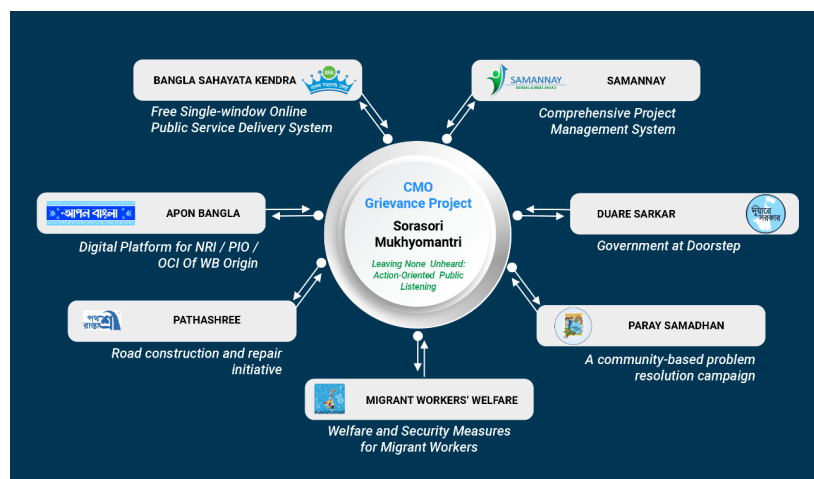 BANGLA SAHAYATA KENDRA
BSK
Free Single-window Online
Public Service Delivery System
SAMANNAY
SAMANNAY
Comprehensive Project
Management System
আপন বাংলা
APON BANGLA
Digital Platform for NRI / PIO /
OCI Of WB Origin
CMO
Grievance Project
Sorasori
Mukhyomantri
Leaving None Unheard:
Action-Oriented Public
Listening
DUARE SARKAR
দুয়ারে
সরকার
Government at Doorstep
পথশ্রী
রাস্তাশ্রী
PATHASHREE
Road construction and repair
initiative
PARAY SAMADHAN
A community-based problem
resolution campaign
MIGRANT WORKERS' WELFARE
Welfare and Security Measures
for Migrant Workers